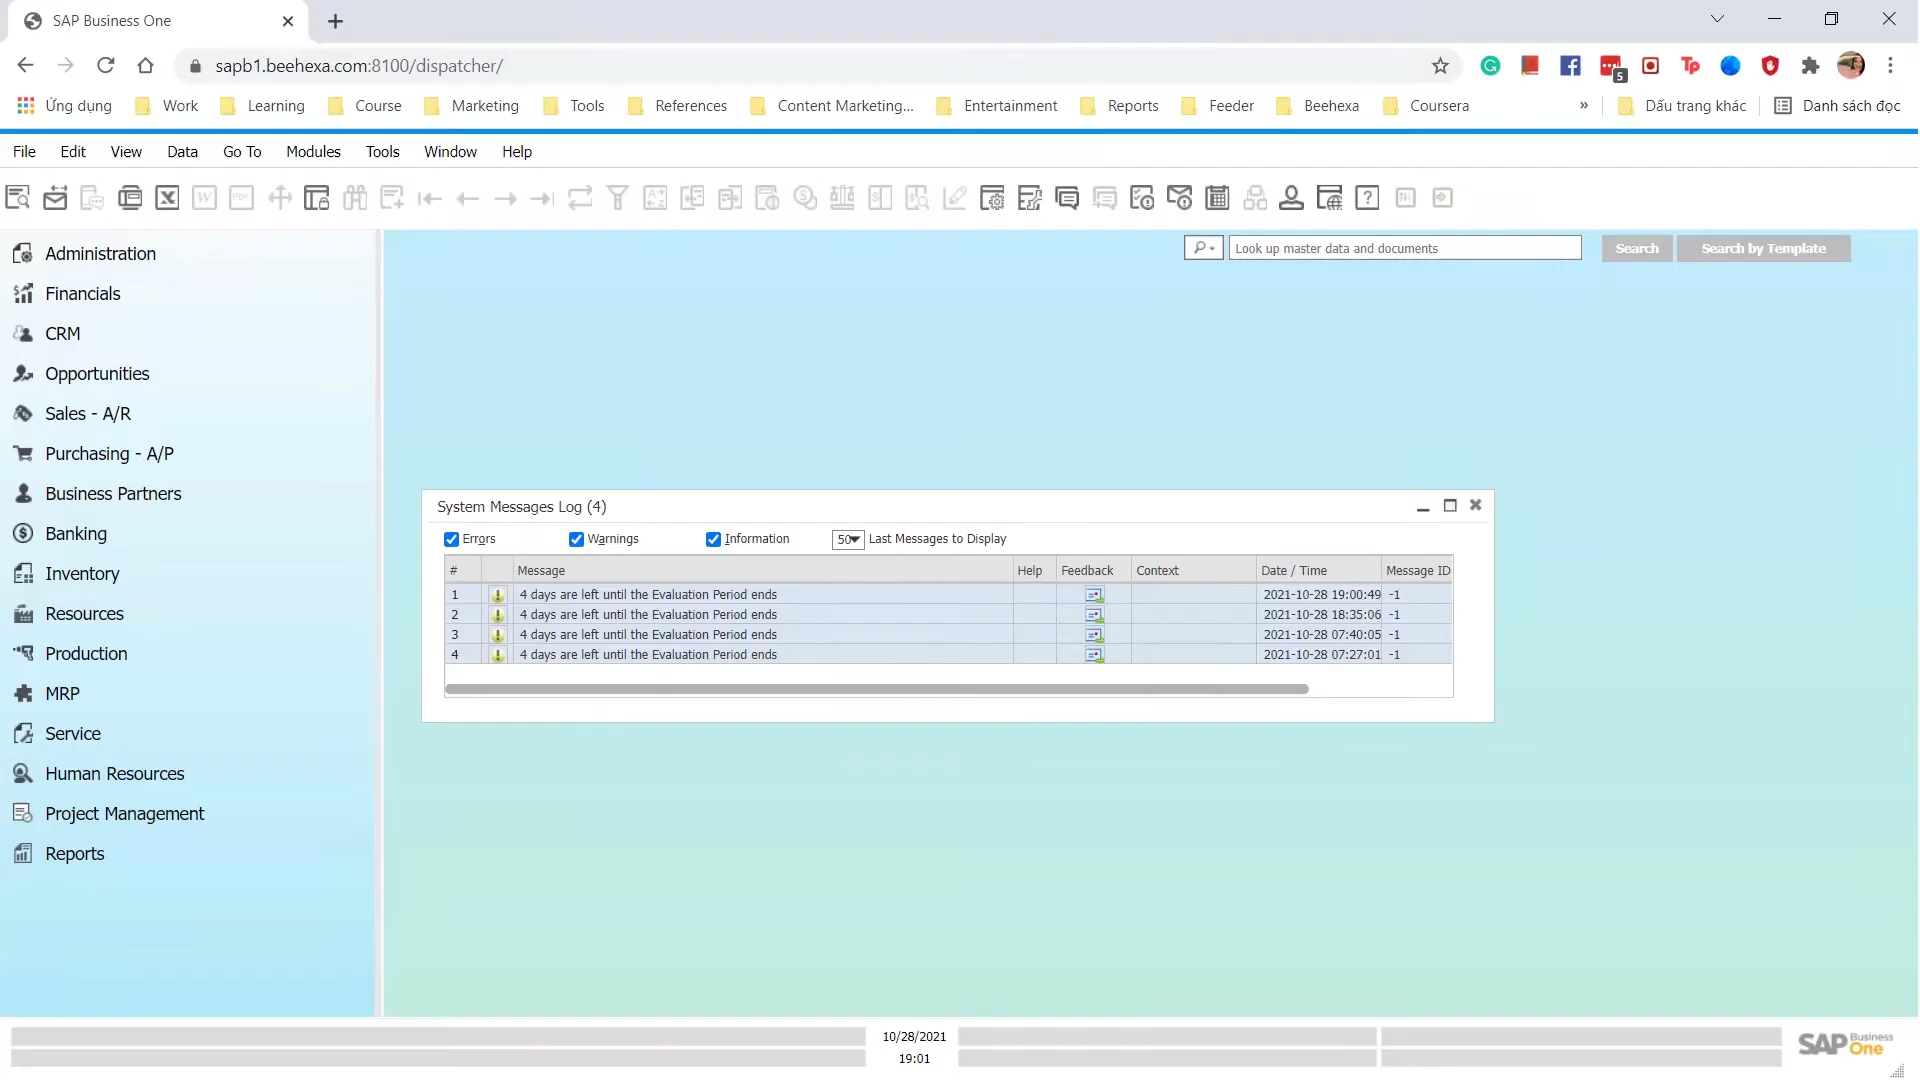 SAP Business One
sapb1.beehexa.com:8100/dispatcher/
5
Ứng dụng Work Learning Course Marketing Tools References Content Marketing... Entertainment Reports Feeder Beehexa Coursera » Dấu trang khác Danh sách đọc
File Edit View Data Go To Modules Tools Window Help
Look up master data and documents Search Search by Template
Administration
Financials
CRM
Opportunities
Sales - A/R
Purchasing - A/P
Business Partners
Banking
Inventory
Resources
Production
MRP
Service
Human Resources
Project Management
Reports
System Messages Log (4)
Errors Warnings Information 50 Last Messages to Display
# Message Help Feedback Context Date / Time Message ID
1 4 days are left until the Evaluation Period ends 2021-10-28 19:00:49 -1
2 4 days are left until the Evaluation Period ends 2021-10-28 18:35:06 -1
3 4 days are left until the Evaluation Period ends 2021-10-28 07:40:05 -1
4 4 days are left until the Evaluation Period ends 2021-10-28 07:27:01 -1
10/28/2021
19:01
SAP Business One